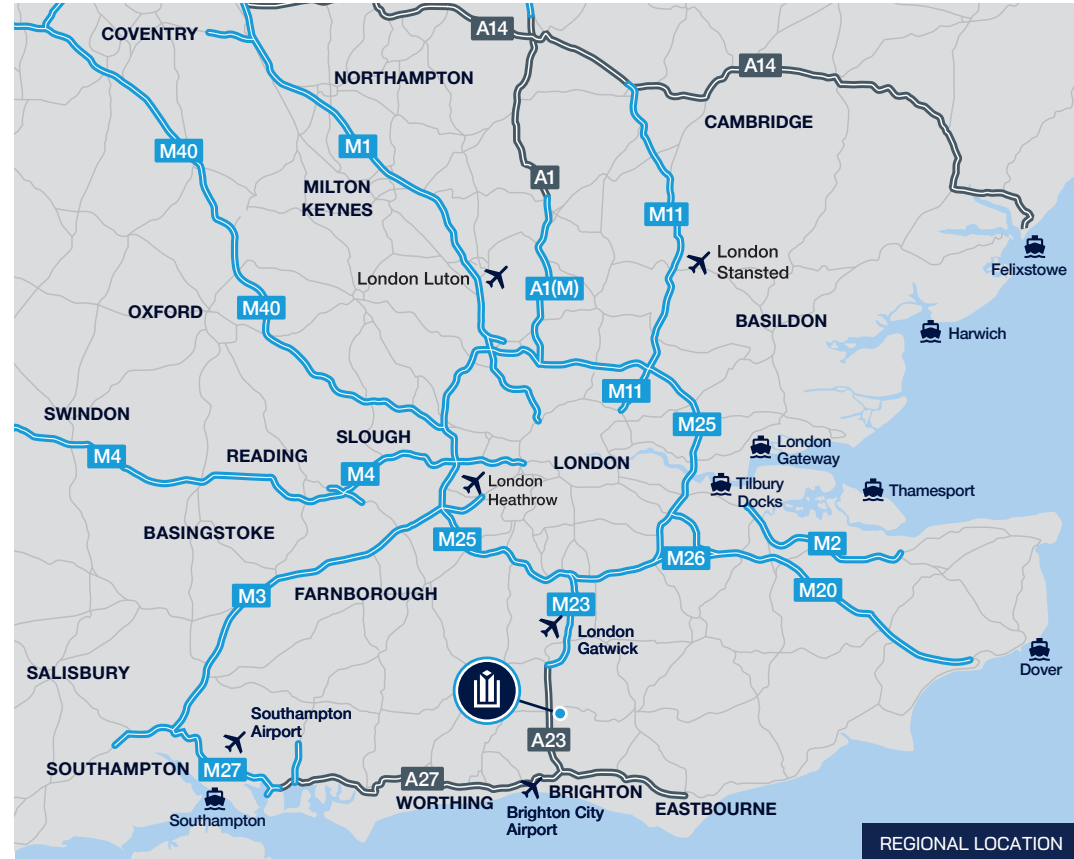 A14
COVENTRY
NORTHAMPTON
A14
CAMBRIDGE
M40
M1
A1
MILTON
KEYNES
M11
London
Stansted
Felixstowe
London Luton
A1(M)
OXFORD
M40
BASILDON
Harwich
M11
SWINDON
M25
SLOUGH
M4
READING
M4
LONDON
London
Gateway
London
Heathrow
Tilbury
Docks
Thamesport
BASINGSTOKE
M25
M2
M26
M3
FARNBOROUGH
M23
M20
London
Gatwick
SALISBURY
Dover
Southampton
Airport
A23
SOUTHAMPTON
M27
A27
WORTHING
BRIGHTON
EASTBOURNE
Southampton
Brighton City
Airport
REGIONAL LOCATION